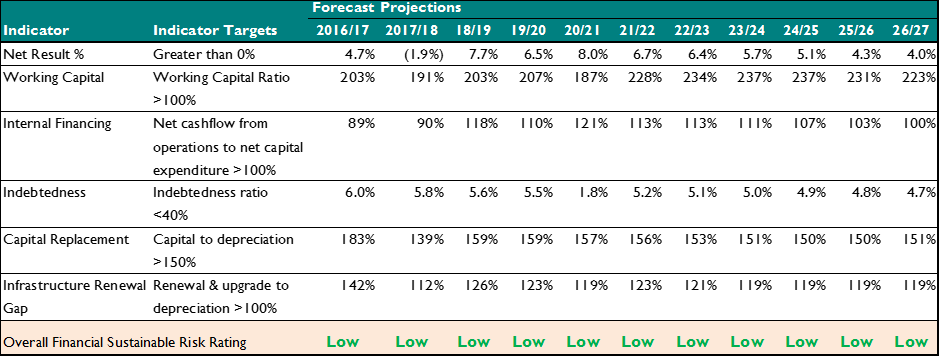 Forecast Projections
Indicator Indicator Targets 2016/17 2017/18 18/19 19/20 20/21 21/22 22/23 23/24 24/25 25/26 26/27
Net Result % Greater than 0% 4.7% (1.9%) 7.7% 6.5% 8.0% 6.7% 6.4% 5.7% 5.1% 4.3% 4.0%
Working Capital Working Capital Ratio 203% 191% 203% 207% 187% 228% 234% 237% 237% 231% 223%
>100%
Internal Financing Net cashflow from 89% 90% 118% 110% 121% 113% 113% 111% 107% 103% 100%
operations to net capital
expenditure >100%
Indebtedness Indebtedness ratio 6.0% 5.8% 5.6% 5.5% 1.8% 5.2% 5.1% 5.0% 4.9% 4.8% 4.7%
<40%
Capital Replacement Capital to depreciation 183% 139% 159% 159% 157% 156% 153% 151% 150% 150% 151%
>150%
Infrastructure Renewal Renewal & upgrade to 142% 112% 126% 123% 119% 123% 121% 119% 119% 119% 119%
Gap depreciation >100%
Overall Financial Sustainable Risk Rating Low Low Low Low Low Low Low Low Low Low Low